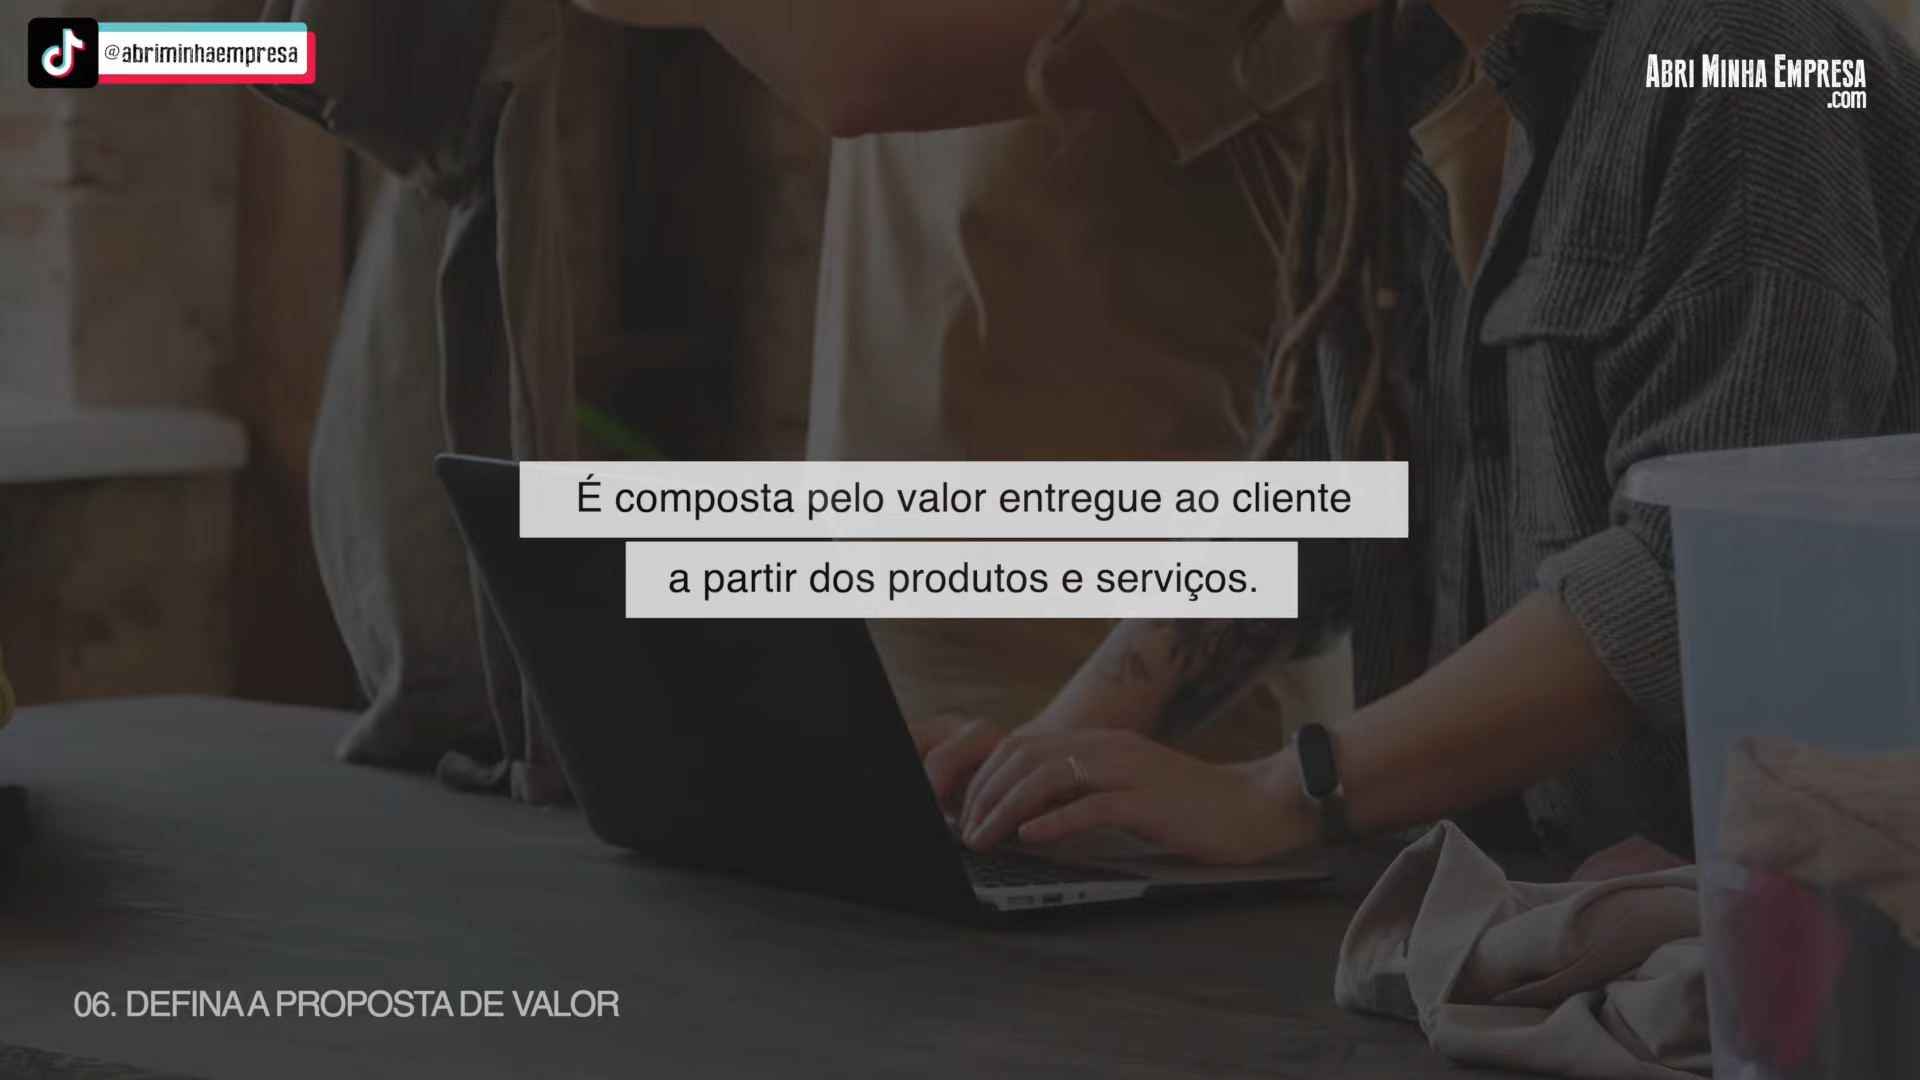 @abriminhaempresa
ABRI MINHA EMPRESA
.com
É composta pelo valor entregue ao cliente
a partir dos produtos e serviços.
06. DEFINA A PROPOSTA DE VALOR